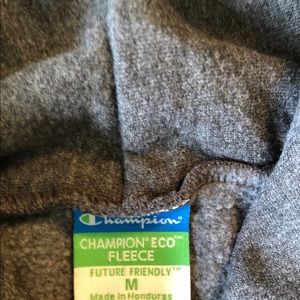 Champion
CHAMPION® ECO™
FLEECE
FUTURE FRIENDLY™
M
Made in Honduras